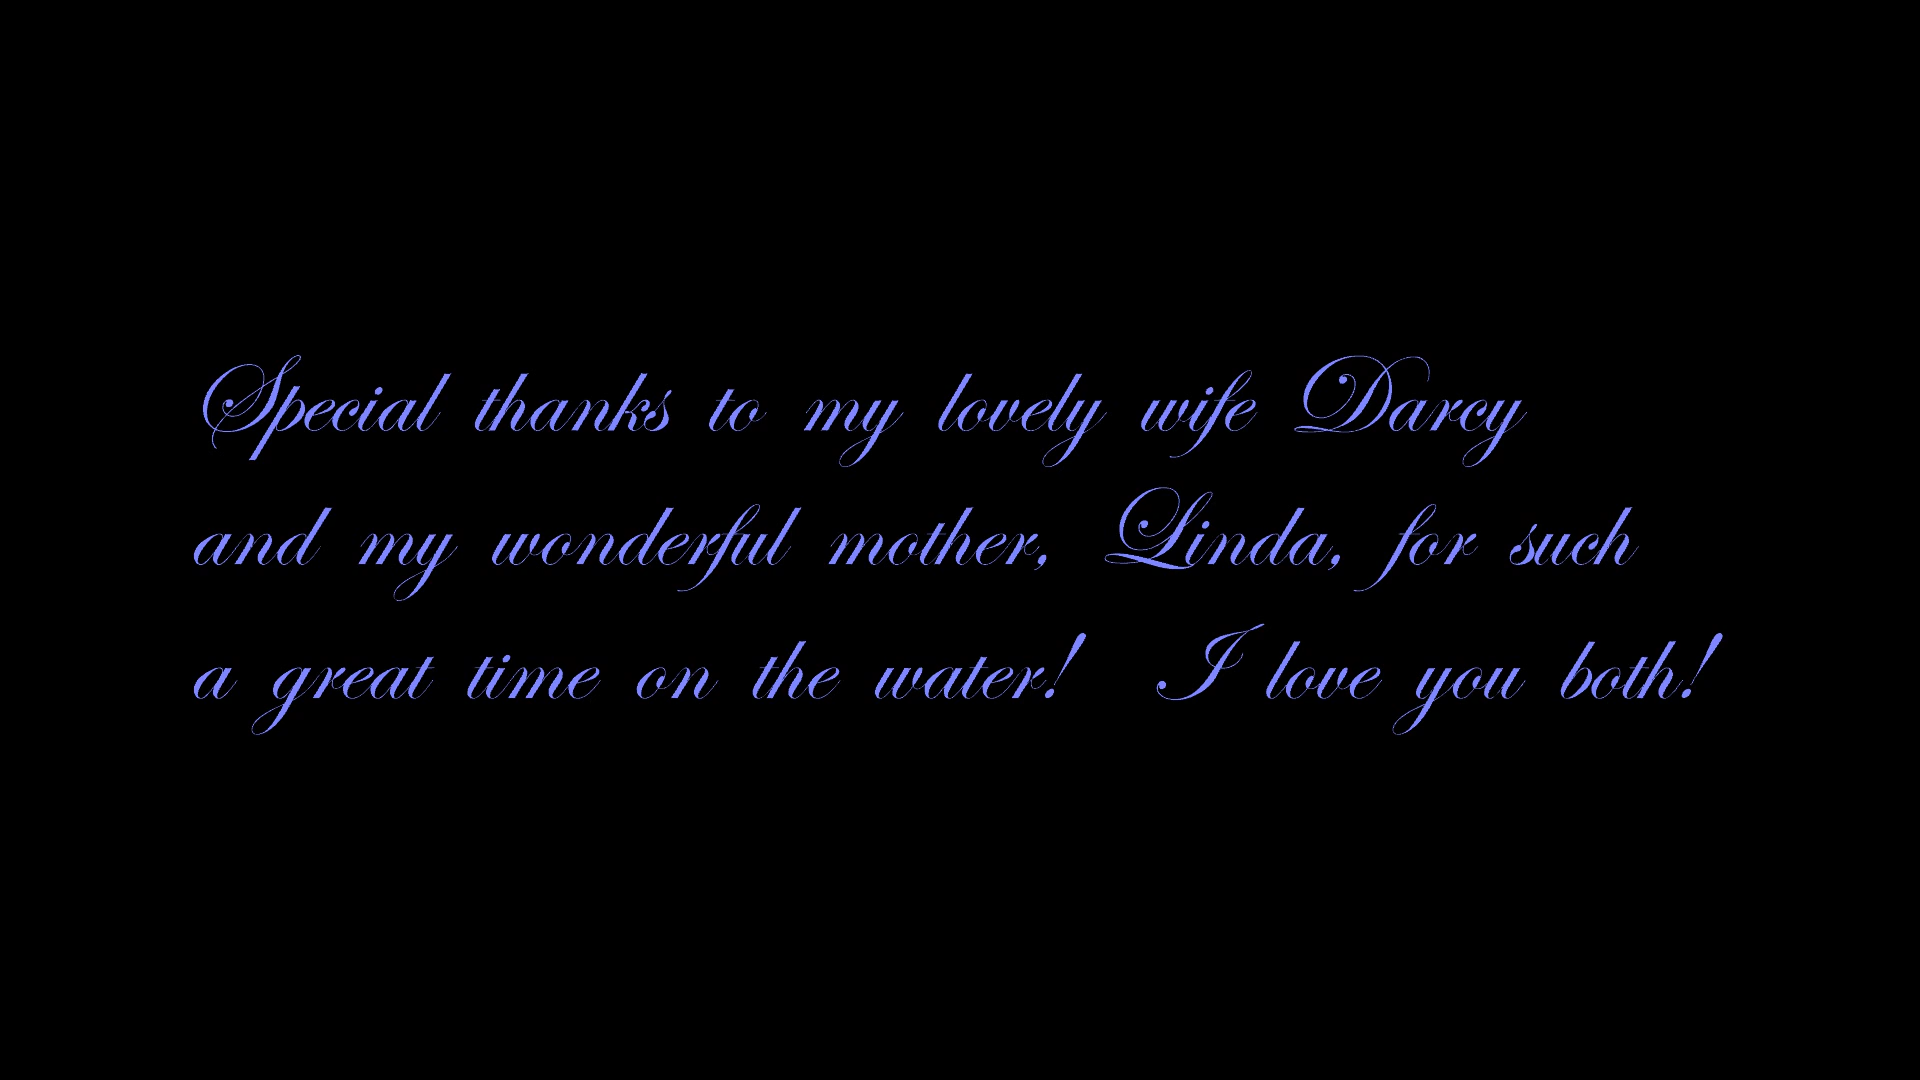 Special thanks to my lovely wife Darcy
and my wonderful mother, Linda, for such
a great time on the water!  I love you both!